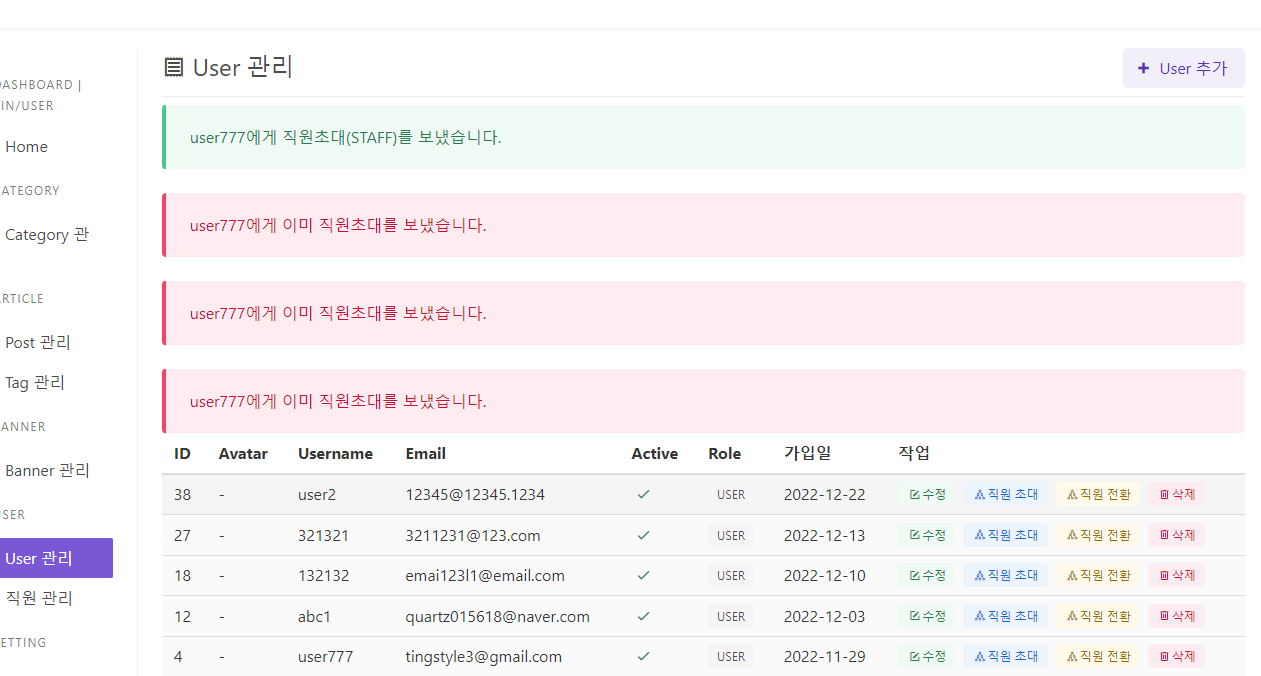 DASHBOARD |
IN/USER
Home
ATEGORY
Category 관
RTICLE
Post 관리
Tag 관리
ANNER
Banner 관리
SER
User 관리
직원 관리
ETTING
User 관리
+ User 추가
user777에게 직원초대(STAFF)를 보냈습니다.
user777에게 이미 직원초대를 보냈습니다.
user777에게 이미 직원초대를 보냈습니다.
user777에게 이미 직원초대를 보냈습니다.
ID Avatar Username Email Active Role 가입일 작업
38 - user2 12345@12345.1234 ✓ USER 2022-12-22 수정 직원 초대 직원 전환 삭제
27 - 321321 3211231@123.com ✓ USER 2022-12-13 수정 직원 초대 직원 전환 삭제
18 - 132132 emai123l1@email.com ✓ USER 2022-12-10 수정 직원 초대 직원 전환 삭제
12 - abc1 quartz015618@naver.com ✓ USER 2022-12-03 수정 직원 초대 직원 전환 삭제
4 - user777 tingstyle3@gmail.com ✓ USER 2022-11-29 수정 직원 초대 직원 전환 삭제